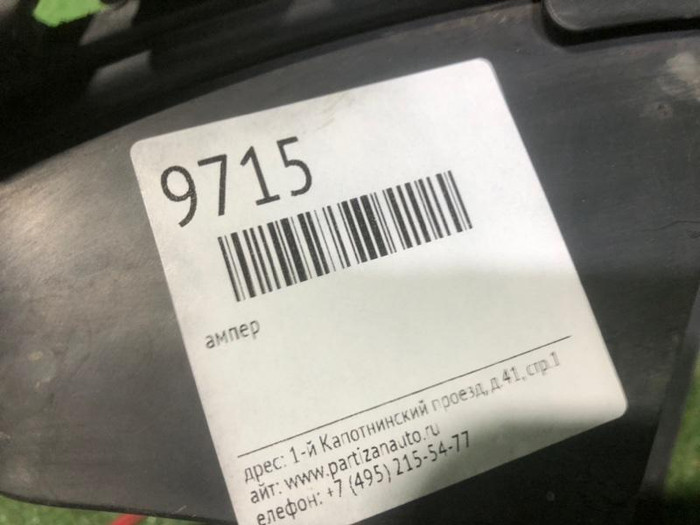 9715
ампер
дрес: 1-й Капотнинский проезд, д.41, стр.1
айт: www.partizanauto.ru
елефон: +7 (495) 215-54-77